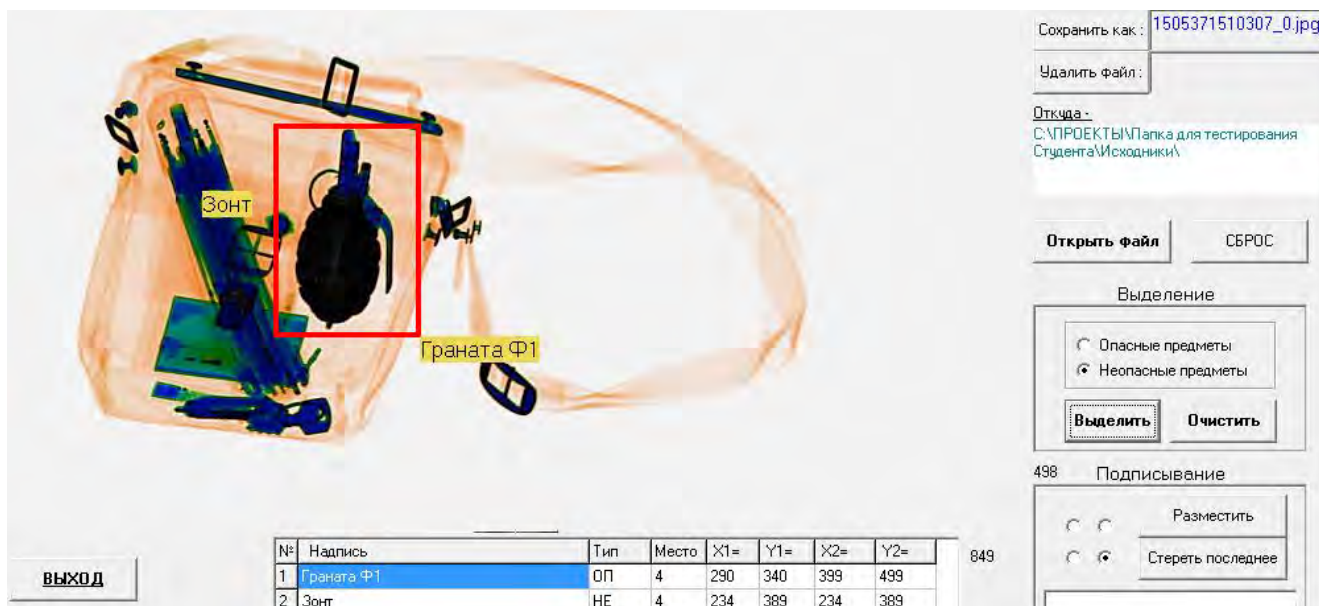 Сохранить как :
1505371510307_0.jpg
Удалить файл :
Откуда -
C:\ПРОЕКТЫ\Папка для тестирования
Студента\Исходники\
Зонт
Открыть файл
СБРОС
Выделение
Граната Ф1
Опасные предметы
Неопасные предметы
Выделить
Очистить
498
Подписывание
Разместить
Стереть последнее
ВЫХОД
№ Надпись Тип Место X1= Y1= X2= Y2=
849
1 Граната Ф1 ОП 4 290 340 399 499
2 Зонт НЕ 4 234 389 234 389